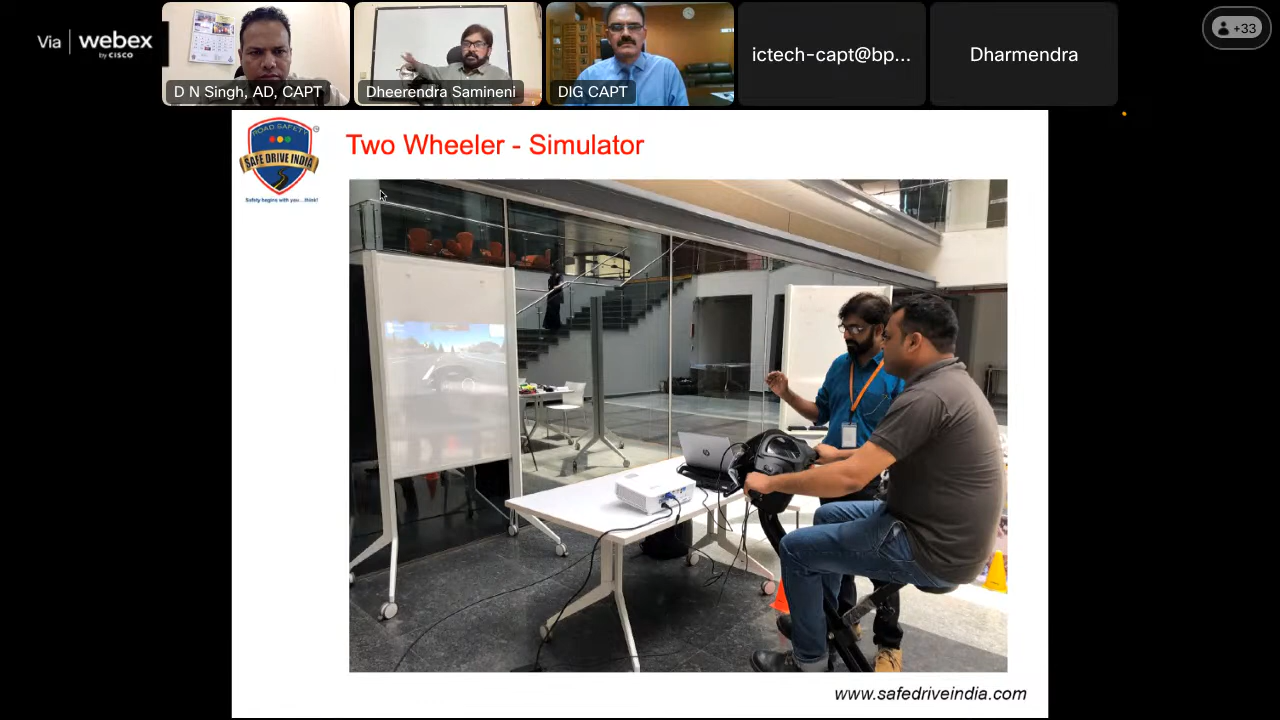 Via webex
by CISCO
D N Singh, AD, CAPT
Dheerendra Samineni
DIG CAPT
ictech-capt@bp...
Dharmendra
+33
ROAD SAFETY
SAFE DRIVE INDIA
Safety begins with you...think!
Two Wheeler - Simulator
hp
www.safedriveindia.com